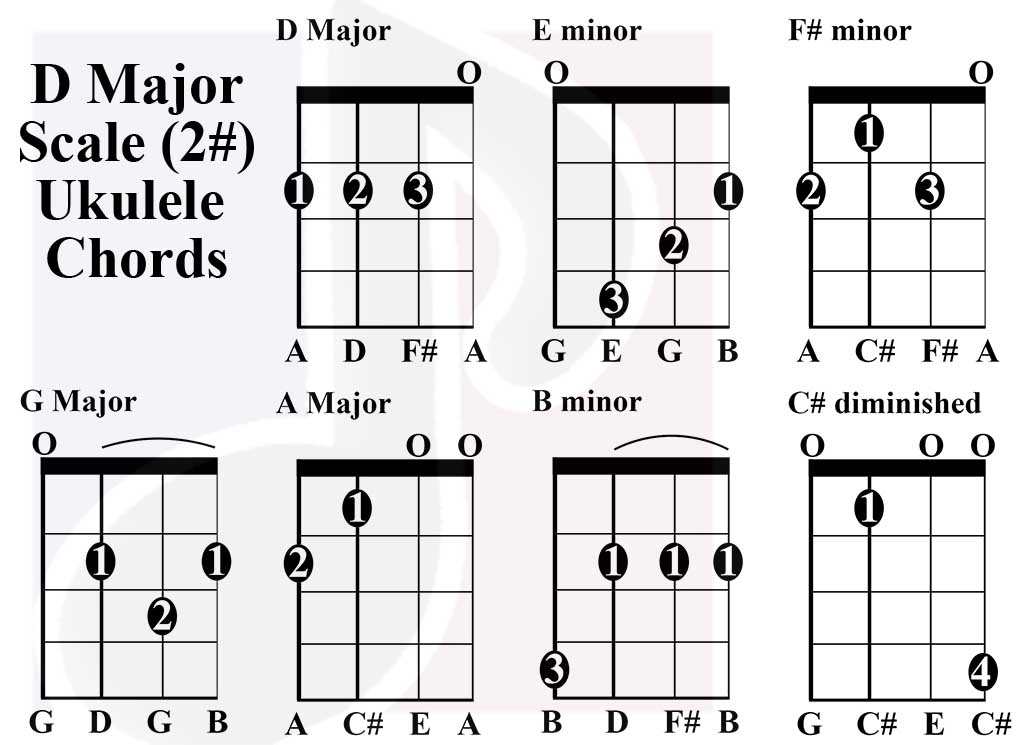 D Major
Scale (2#)
Ukulele
Chords
D Major
O
1 2 3
A D F# A
E minor
O
1
2
3
G E G B
F# minor
O
1
2 3
A C# F# A
G Major
O
1 1
2
G D G B
A Major
O O
1
2
A C# E A
B minor
1 1 1
3
B D F# B
C# diminished
O O O
1
4
G C# E C#